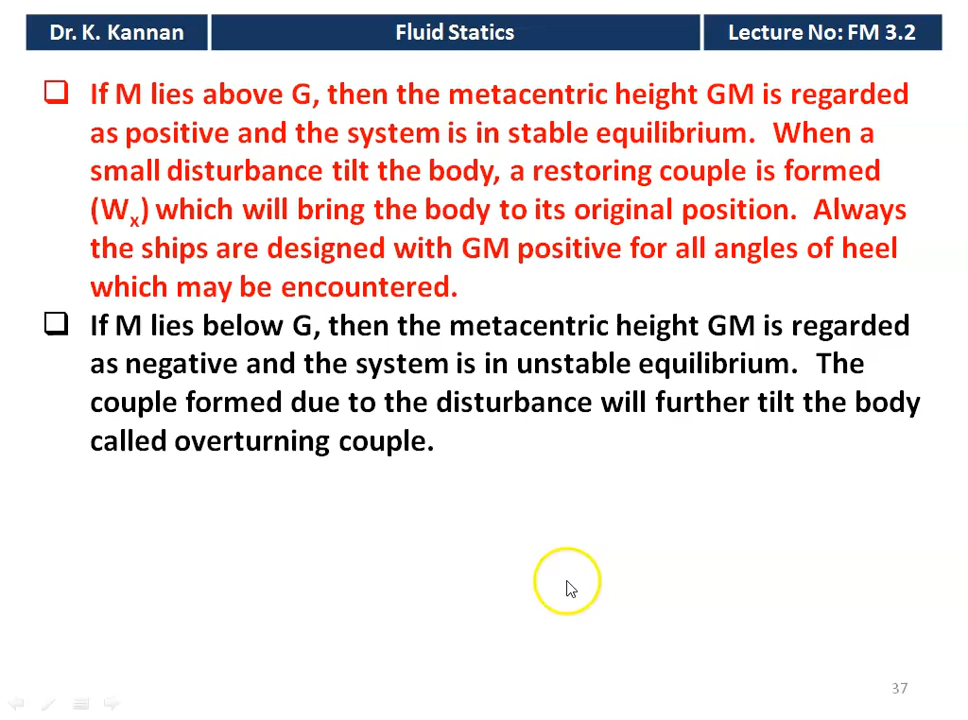 Dr. K. Kannan
Fluid Statics
Lecture No: FM 3.2
If M lies above G, then the metacentric height GM is regarded
as positive and the system is in stable equilibrium. When a
small disturbance tilt the body, a restoring couple is formed
(Wx) which will bring the body to its original position. Always
the ships are designed with GM positive for all angles of heel
which may be encountered.
If M lies below G, then the metacentric height GM is regarded
as negative and the system is in unstable equilibrium. The
couple formed due to the disturbance will further tilt the body
called overturning couple.
37